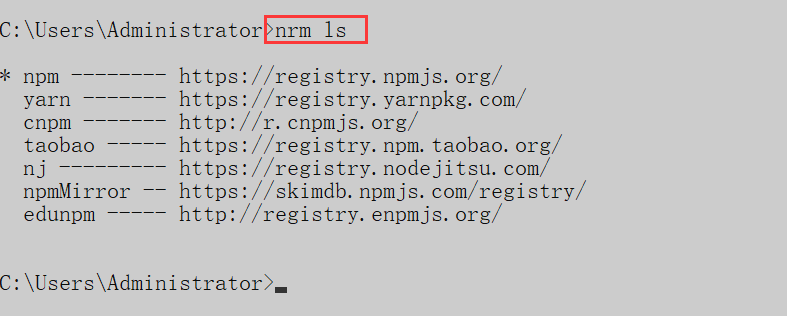 C:\Users\Administrator>nrm ls
* npm -------- https://registry.npmjs.org/
yarn ------- https://registry.yarnpkg.com/
cnpm ------- http://r.cnpmjs.org/
taobao ----- https://registry.npm.taobao.org/
nj --------- https://registry.nodejitsu.com/
npmMirror -- https://skimdb.npmjs.com/registry/
edunpm ----- http://registry.enpmjs.org/
C:\Users\Administrator>